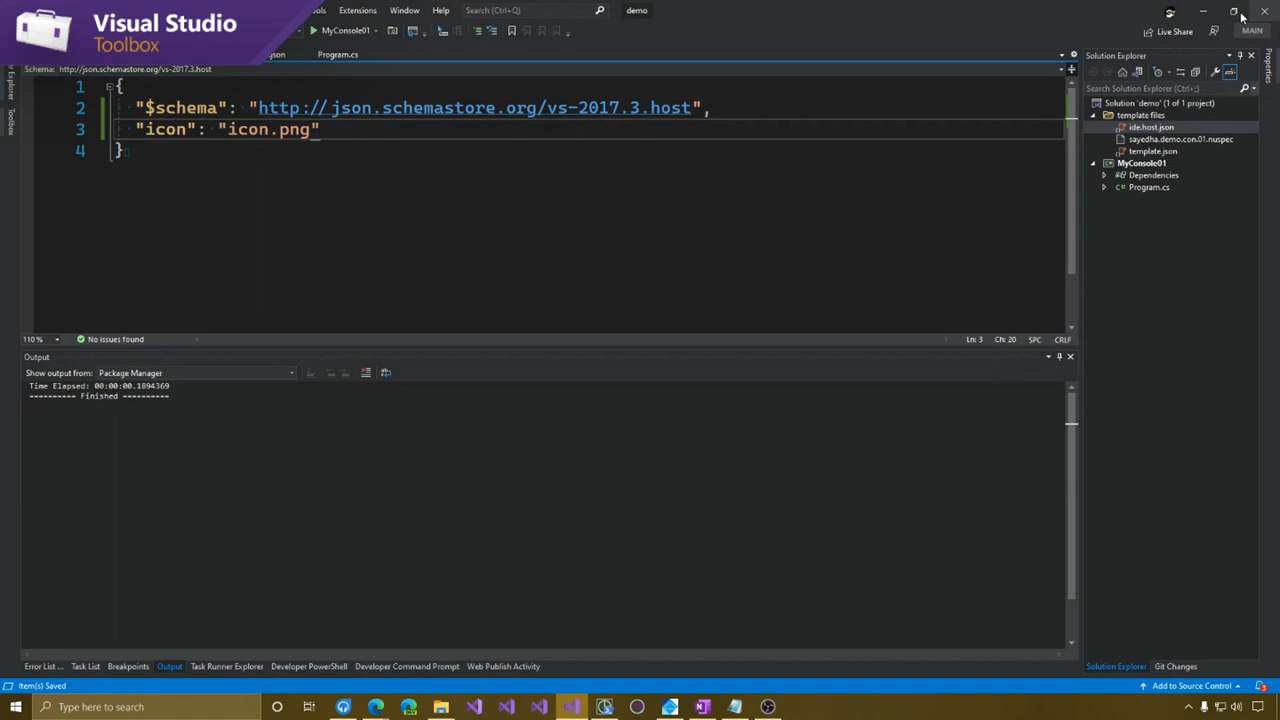 Visual Studio
Toolbox
Extensions Window Help Search (Ctrl+Q) demo
MyConsole01 Live Share MAIN
Program.cs Solution Explorer
Schema: http://json.schemastore.org/vs-2017.3.host
Properties
Toolbox
1 {
2 "$schema": "http://json.schemastore.org/vs-2017.3.host",
3 "icon": "icon.png"
4 }
Search Solution Explorer (Ctrl+;)
Solution 'demo' (1 of 1 project)
template files
ide.host.json
sayedha.demo.con.01.nuspec
template.json
MyConsole01
Dependencies
Program.cs
110 % No issues found Ln: 3 Ch: 20 SPC CRLF
Output
Show output from: Package Manager
Time Elapsed: 00:00:00.1894369
========== Finished ==========
Error List ... Task List Breakpoints Output Task Runner Explorer Developer PowerShell Developer Command Prompt Web Publish Activity Solution Explorer Git Changes
Item(s) Saved Add to Source Control 3
Type here to search